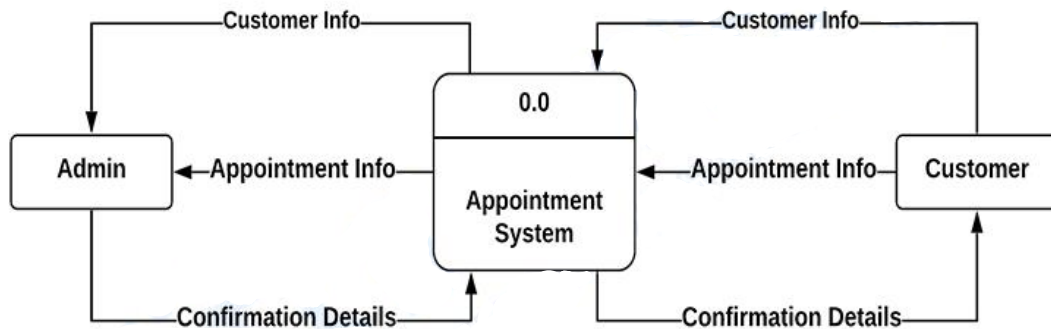 Customer Info
Customer Info
0.0
Admin
Appointment Info
Appointment Info
Customer
Appointment
System
Confirmation Details
Confirmation Details